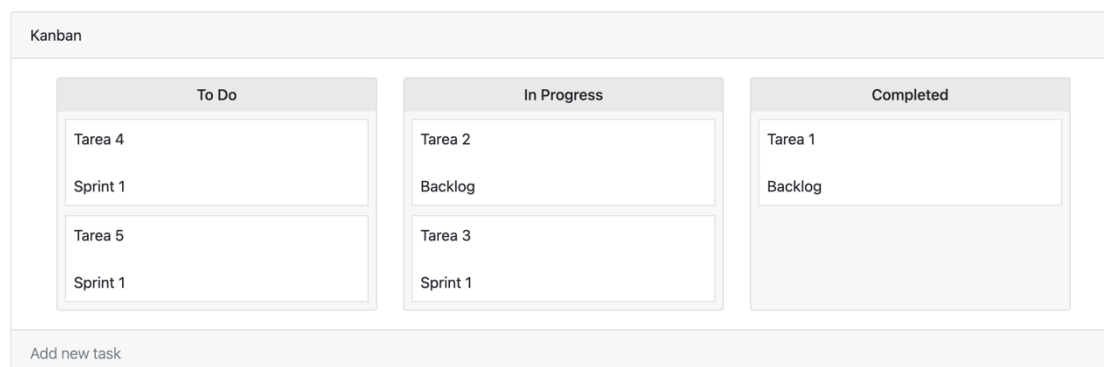 Kanban
To Do
Tarea 4
Sprint 1
Tarea 5
Sprint 1
In Progress
Tarea 2
Backlog
Tarea 3
Sprint 1
Completed
Tarea 1
Backlog
Add new task